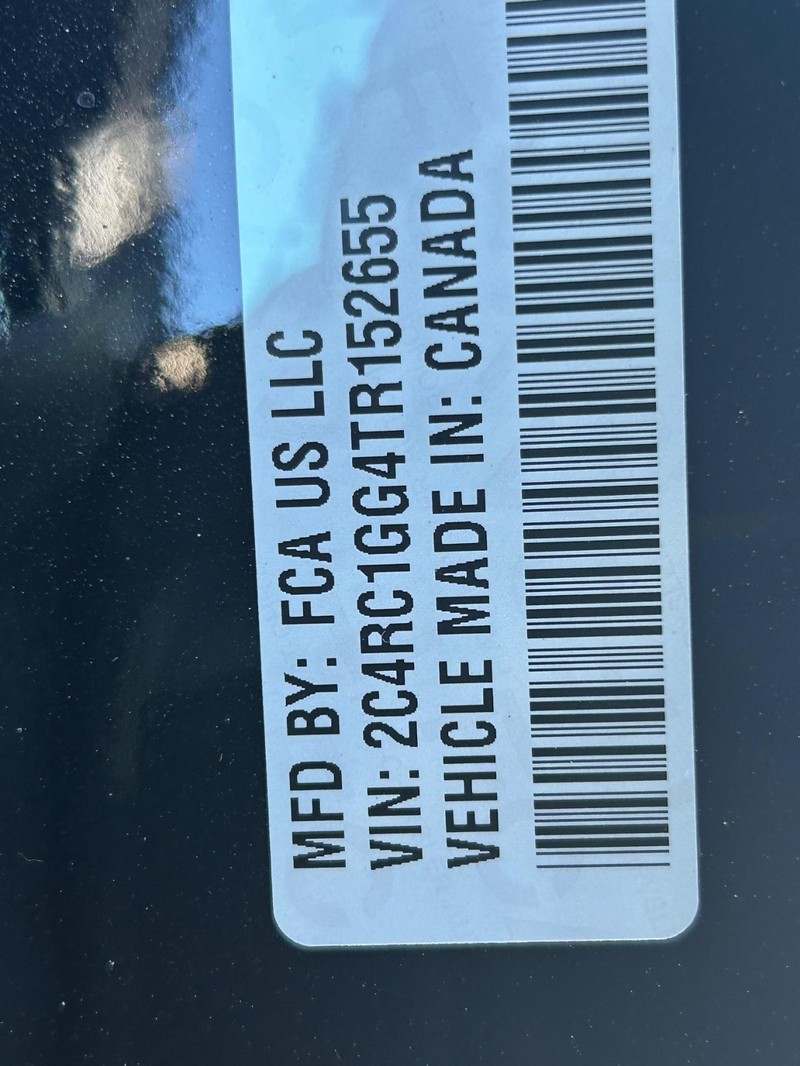 MFD BY: FCA US LLC
VIN: 2C4RC1GG4TR152655
VEHICLE MADE IN: CANADA